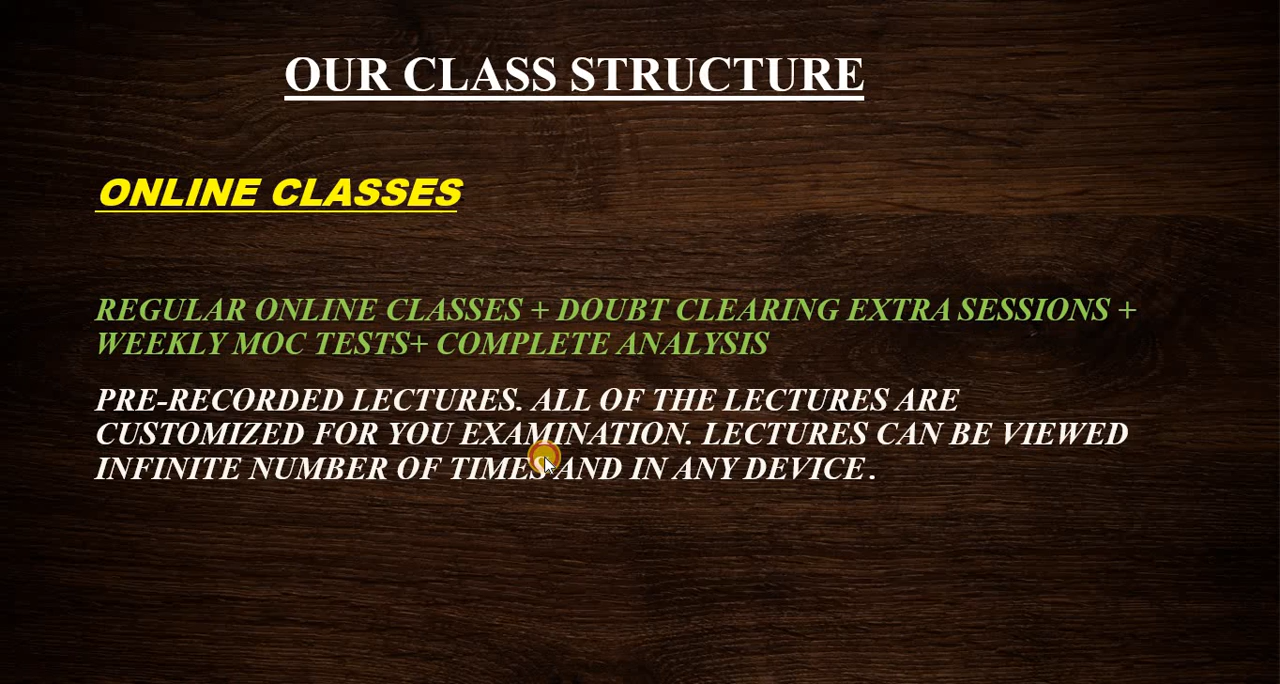 OUR CLASS STRUCTURE
ONLINE CLASSES
REGULAR ONLINE CLASSES + DOUBT CLEARING EXTRA SESSIONS +
WEEKLY MOC TESTS+ COMPLETE ANALYSIS
PRE-RECORDED LECTURES. ALL OF THE LECTURES ARE
CUSTOMIZED FOR YOU EXAMINATION. LECTURES CAN BE VIEWED
INFINITE NUMBER OF TIMES AND IN ANY DEVICE.